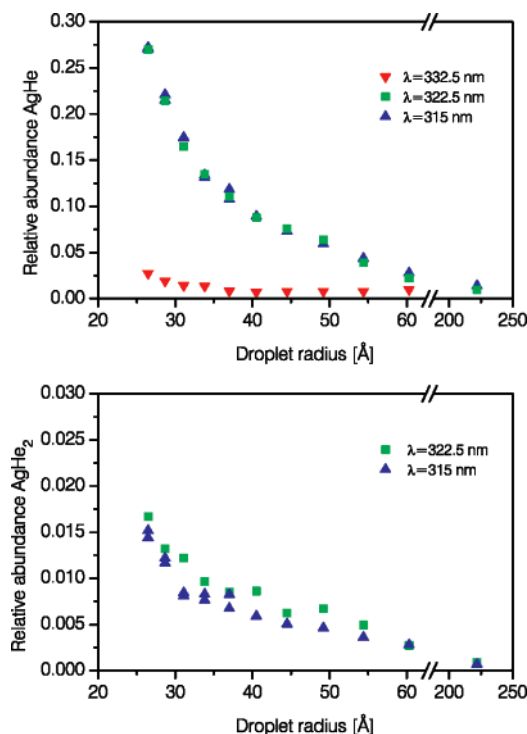 Relative abundance AgHe
0.30
0.25
0.20
0.15
0.10
0.05
0.00
λ=332.5 nm
λ=322.5 nm
λ=315 nm
20 30 40 50 60 200 250
Droplet radius [Å]
Relative abundance AgHe₂
0.030
0.025
0.020
0.015
0.010
0.005
0.000
λ=322.5 nm
λ=315 nm
20 30 40 50 60 200 250
Droplet radius [Å]